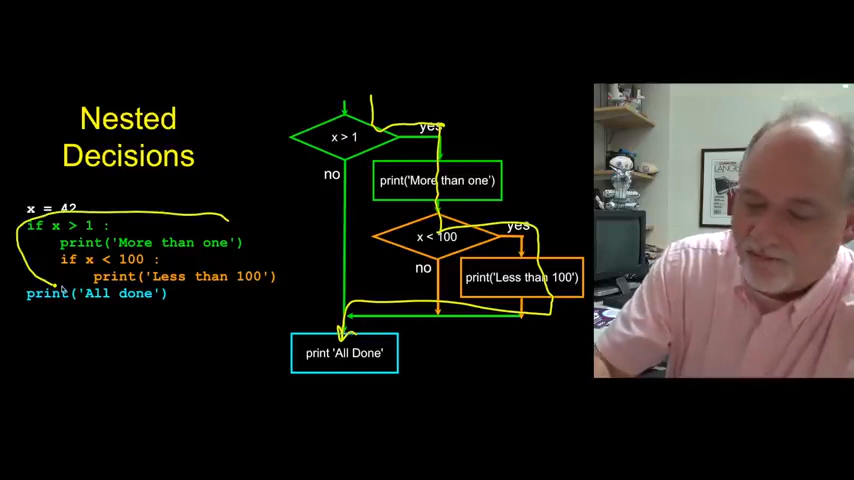 Nested
Decisions
x = 42
if x > 1 :
print('More than one')
if x < 100 :
print('Less than 100')
print('All done')
x > 1
yes
no
print('More than one')
x < 100
yes
no
print('Less than 100')
print 'All Done'